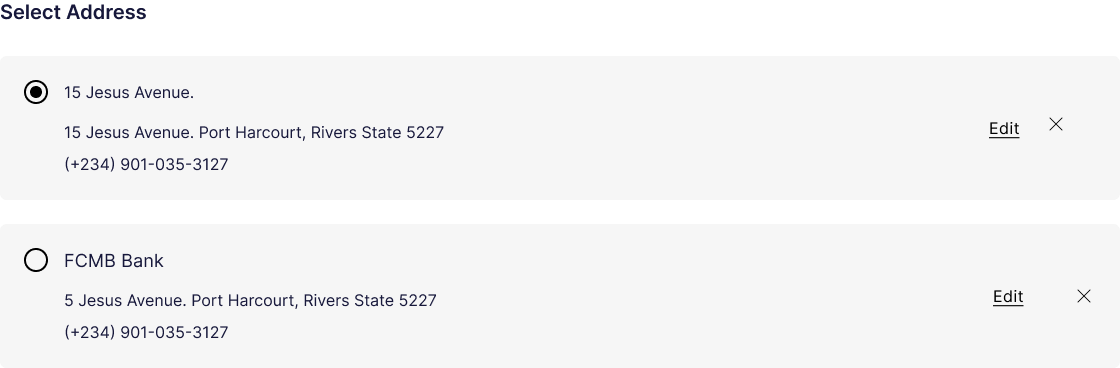 Select Address
15 Jesus Avenue.
15 Jesus Avenue. Port Harcourt, Rivers State 5227
(+234) 901-035-3127
Edit
FCMB Bank
5 Jesus Avenue. Port Harcourt, Rivers State 5227
(+234) 901-035-3127
Edit